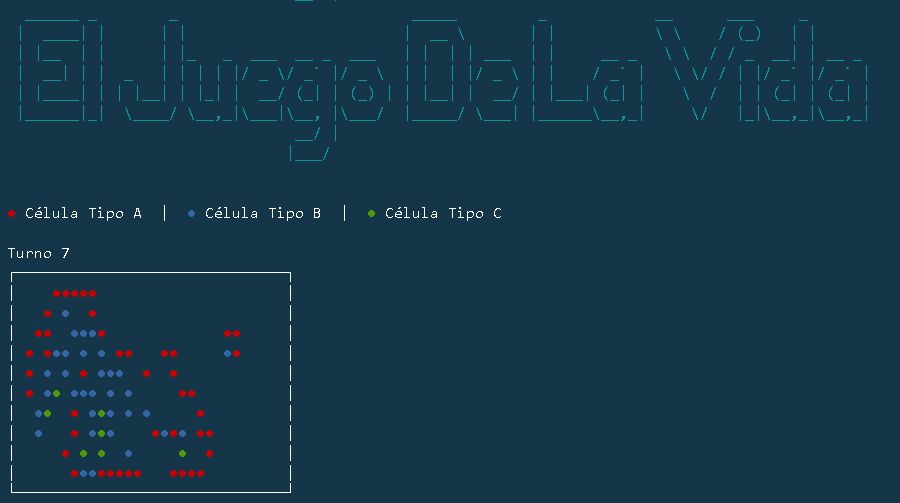 El Juego De La Vida
Célula Tipo A | Célula Tipo B | Célula Tipo C
Turno 7